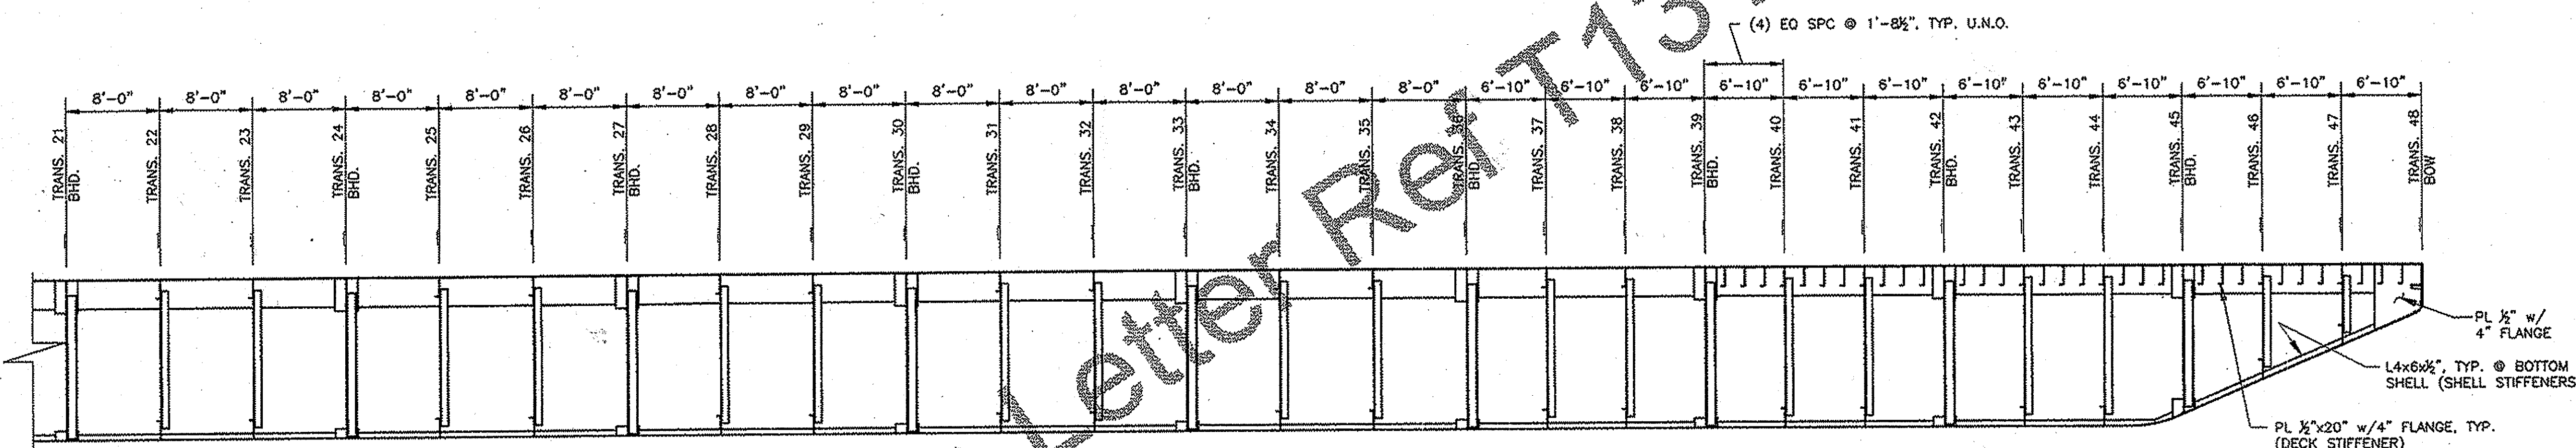 (4) EQ SPC @ 1'-8½", TYP. U.N.O.
8'-0" 8'-0" 8'-0" 8'-0" 8'-0" 8'-0" 8'-0" 8'-0" 8'-0" 8'-0" 8'-0" 8'-0" 8'-0" 8'-0" 8'-0" 6'-10" 6'-10" 6'-10" 6'-10" 6'-10" 6'-10" 6'-10" 6'-10" 6'-10" 6'-10" 6'-10" 6'-10"
TRANS. 21
BHD.
TRANS. 22
TRANS. 23
TRANS. 24
BHD.
TRANS. 25
TRANS. 26
TRANS. 27
BHD.
TRANS. 28
TRANS. 29
TRANS. 30
BHD.
TRANS. 31
TRANS. 32
TRANS. 33
BHD.
TRANS. 34
TRANS. 35
TRANS. 36
BHD.
TRANS. 37
TRANS. 38
TRANS. 39
BHD.
TRANS. 40
TRANS. 41
TRANS. 42
BHD.
TRANS. 43
TRANS. 44
TRANS. 45
BHD.
TRANS. 46
TRANS. 47
TRANS. 48
BOW
PL ½" w/
4" FLANGE
L4x6x½", TYP. @ BOTTOM
SHELL (SHELL STIFFENERS
PL ½"x20" w/4" FLANGE, TYP.
(DECK STIFFENER)
Letter Ref T13